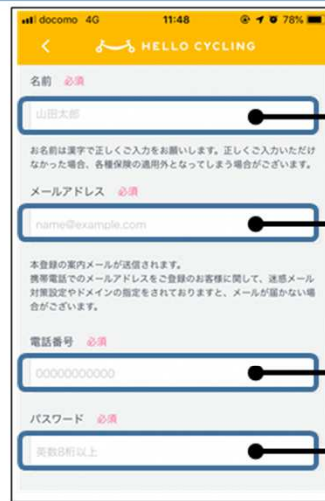 docomo 4G 11:48 78%
HELLO CYCLING
名前 必須
山田太郎
お名前は漢字で正しくご入力をお願いします。正しくご入力いただけ
なかった場合、各種保険の適用外となってしまう場合がございます。
メールアドレス 必須
name@example.com
本登録の案内メールが送信されます。
携帯電話でのメールアドレスをご登録のお客様に関して、迷惑メール
対策設定やドメインの指定をされておりますと、メールが届かない場
合がございます。
電話番号 必須
00000000000
パスワード 必須
英数8桁以上